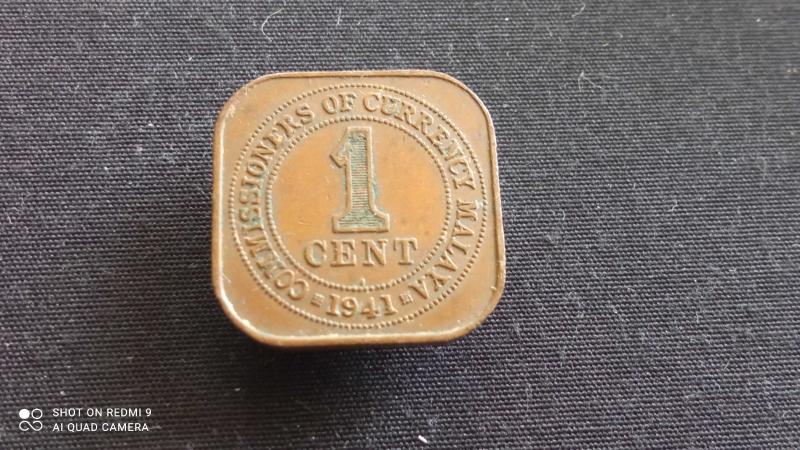 COMMISSIONERS OF CURRENCY MALAYA
1
CENT
1941
SHOT ON REDMI 9
AI QUAD CAMERA